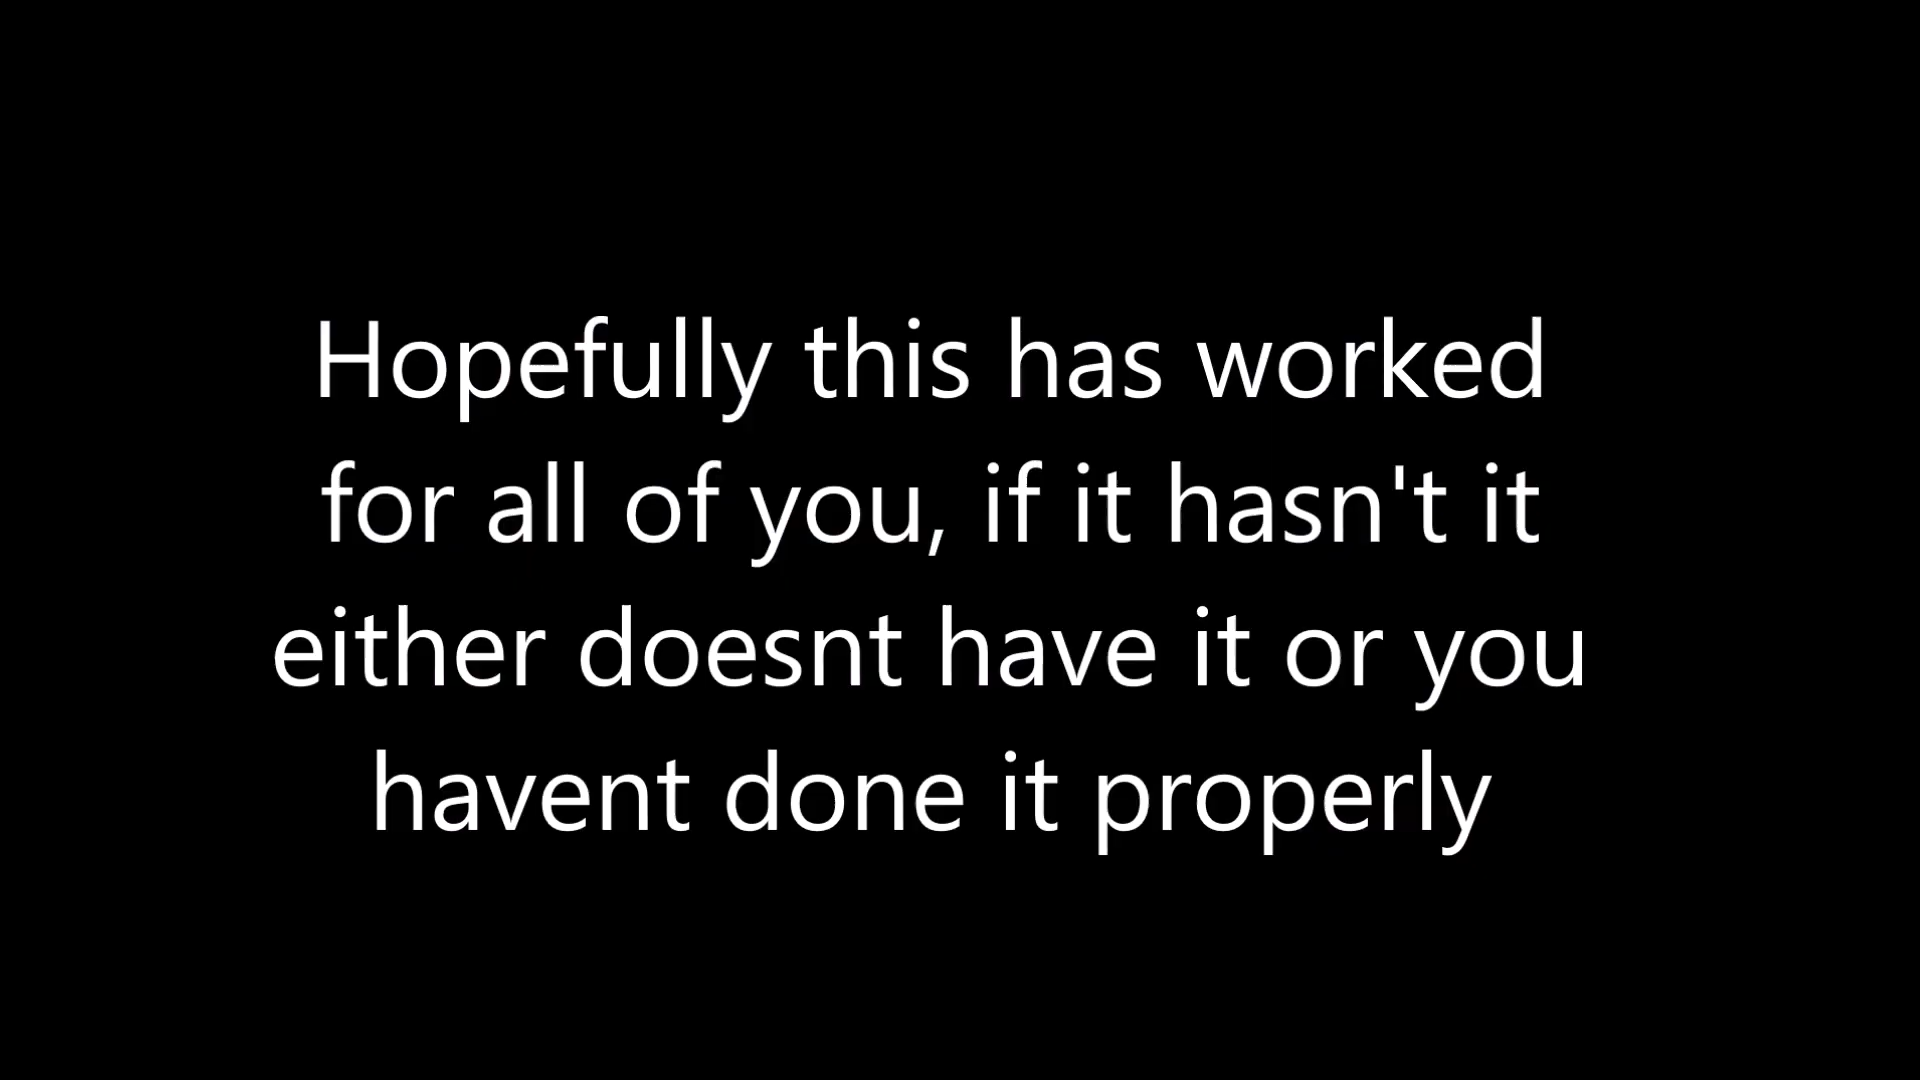 Hopefully this has worked
for all of you, if it hasn't it
either doesnt have it or you
havent done it properly